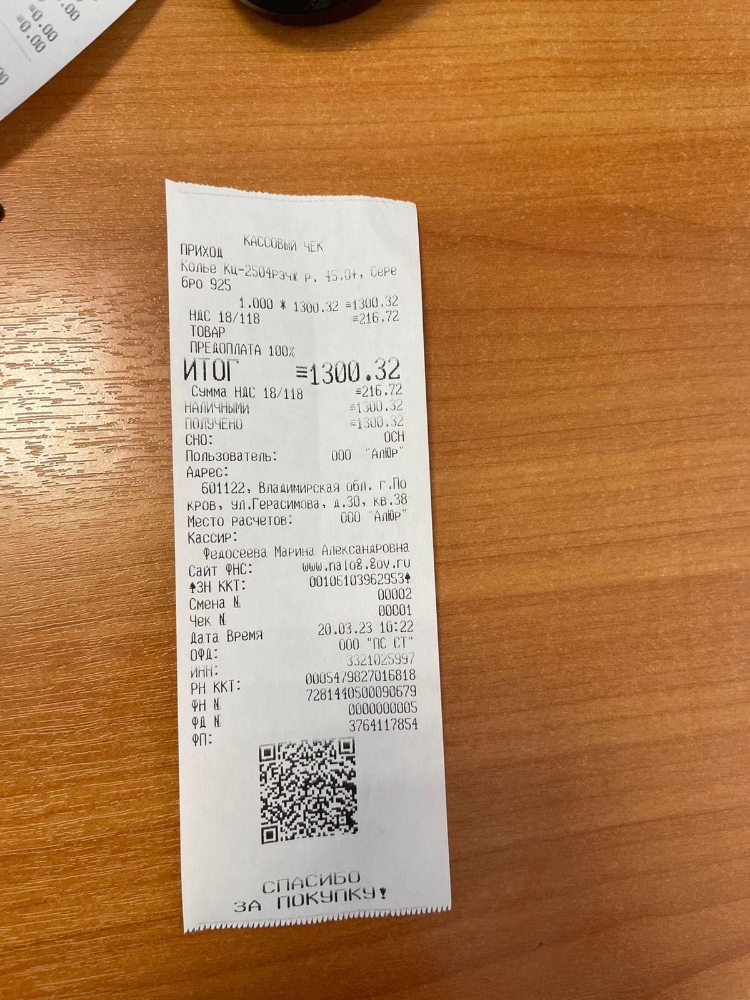 .00
≡0.00
≡0.00
00
КАССОВЫЙ ЧЕК
ПРИХОД
Колье Кц-2504рэчж р. 45.0+, Сере
бро 925
1.000 * 1300.32 ≡1300.32
НДС 18/118 ≡216.72
ТОВАР
ПРЕДОПЛАТА 100%
ИТОГ ≡1300.32
Сумма НДС 18/118 ≡216.72
НАЛИЧНЫМИ ≡1300.32
ПОЛУЧЕНО ≡1300.32
СНО: ОСН
Пользователь: ООО "АлЮр"
Адрес:
601122, Владимирская обл. г.По
кров, ул.Герасимова, д.30, кв.38
Место расчетов: ООО "АлЮр"
Кассир:
Федосеева Марина Александровна
Сайт ФНС: www.nalog.gov.ru
ЗН ККТ: 00106103962953
Смена № 00002
Чек № 00001
Дата Время 20.03.23 10:22
ОФД: ООО "ПС СТ"
ИНН: 3321025997
РН ККТ: 0005479827016818
ФН № 7281440500090679
ФД № 0000000005
ФП: 3764117854
СПАСИБО
ЗА ПОКУПКУ!